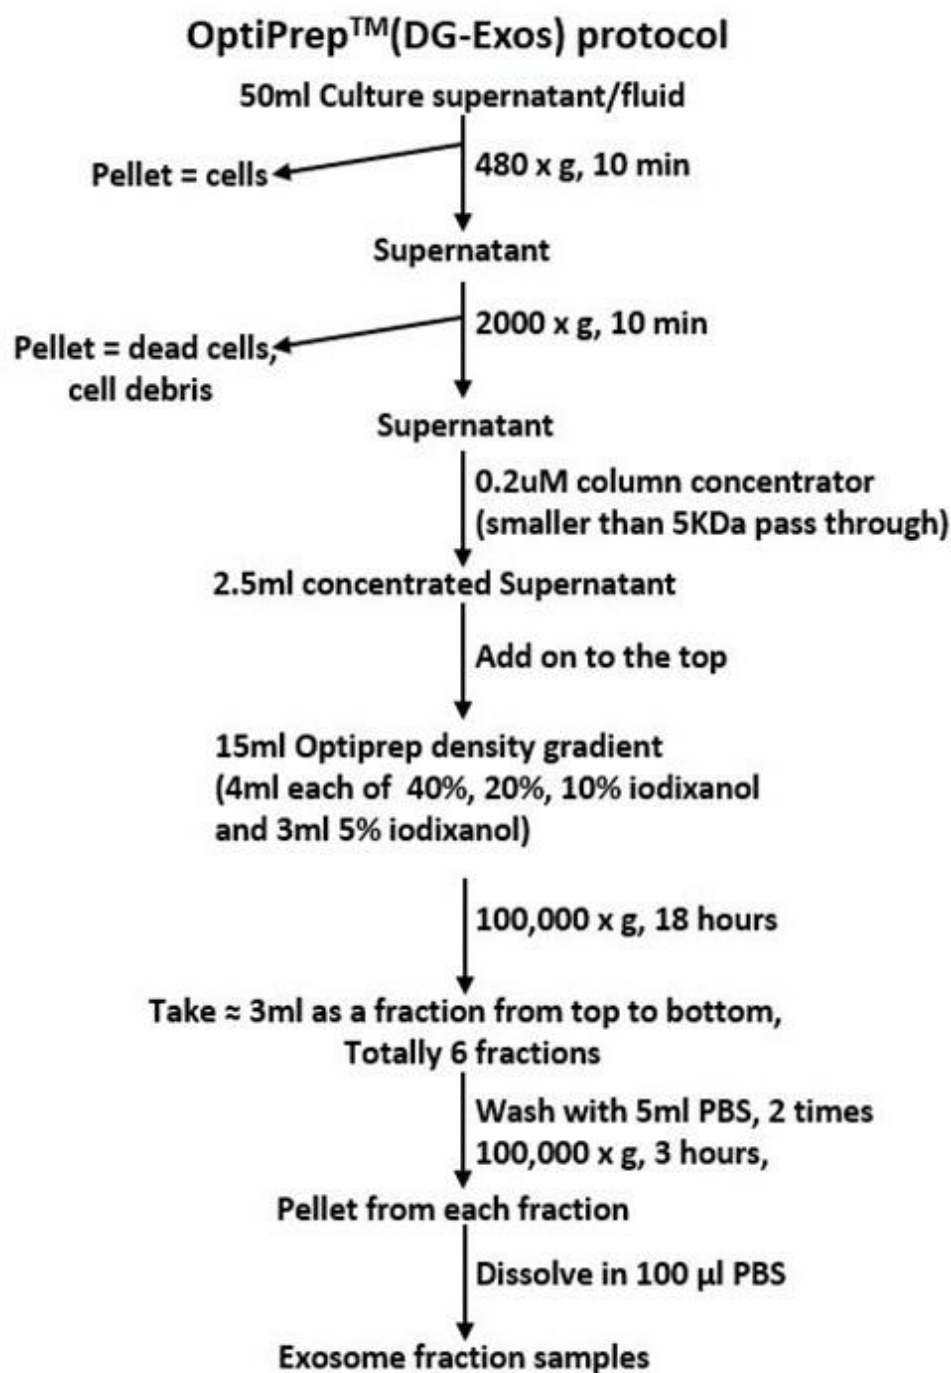 OptiPrep™(DG-Exos) protocol
50ml Culture supernatant/fluid
480 x g, 10 min
Pellet = cells
Supernatant
2000 x g, 10 min
Pellet = dead cells,
cell debris
Supernatant
0.2uM column concentrator
(smaller than 5KDa pass through)
2.5ml concentrated Supernatant
Add on to the top
15ml Optiprep density gradient
(4ml each of 40%, 20%, 10% iodixanol
and 3ml 5% iodixanol)
100,000 x g, 18 hours
Take ≈ 3ml as a fraction from top to bottom,
Totally 6 fractions
Wash with 5ml PBS, 2 times
100,000 x g, 3 hours,
Pellet from each fraction
Dissolve in 100 µl PBS
Exosome fraction samples